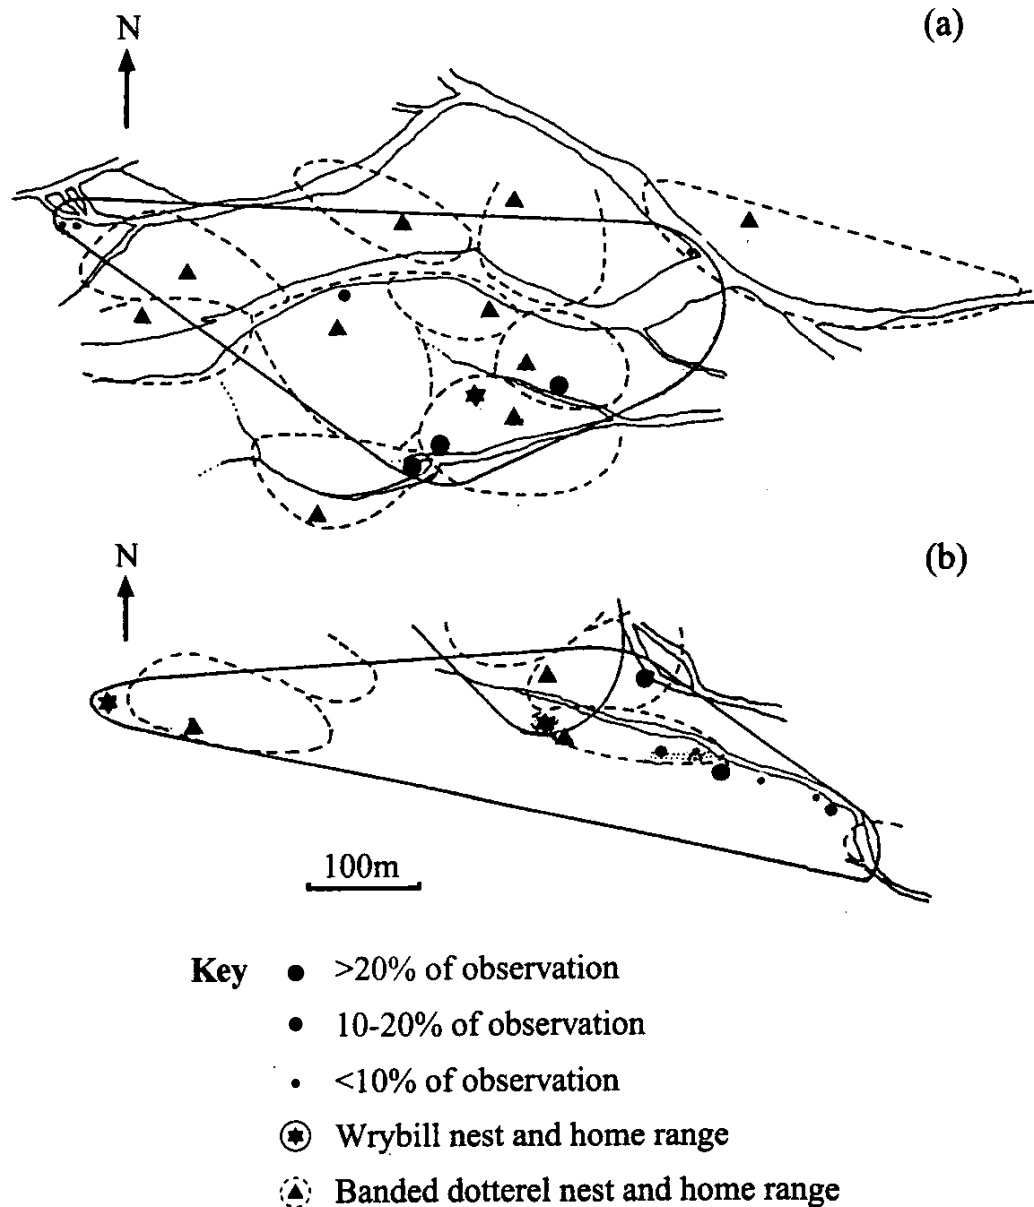 (a)
N
N
(b)
100m
Key
>20% of observation
10-20% of observation
<10% of observation
Wrybill nest and home range
Banded dotterel nest and home range